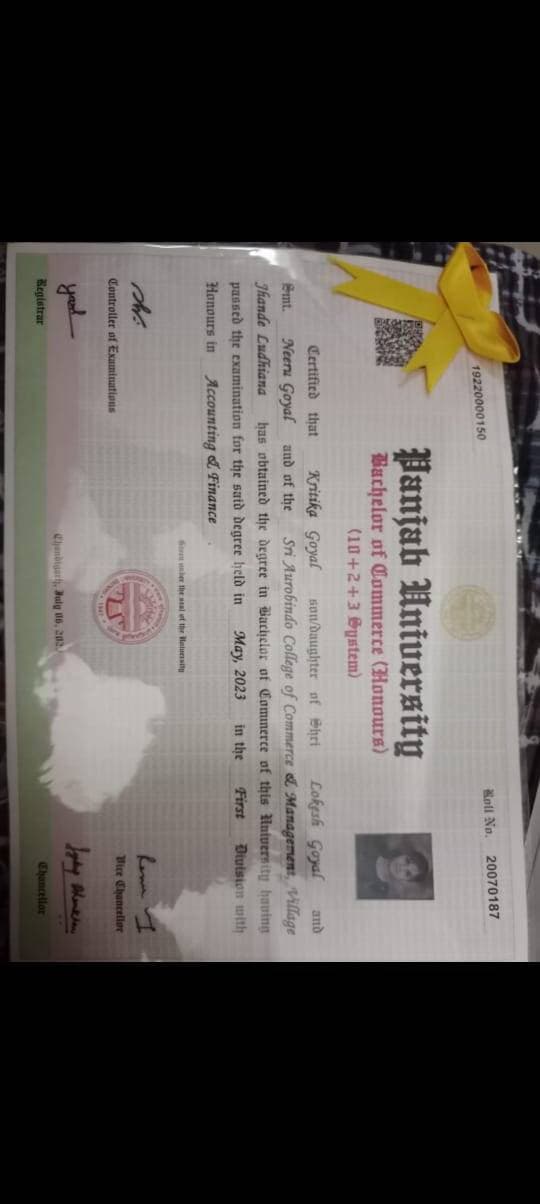 19220000150
Roll No. 20070187
Panjab University
Bachelor of Commerce (Honours)
(10+2+3 System)
Certified that Kritika Goyal son/daughter of Shri Lokesh Goyal and
Smt. Neeru Goyal and of the Sri Aurobindo College of Commerce & Management, Village
Jhande Ludhiana has obtained the degree in Bachelor of Commerce of this University having
passed the examination for the said degree held in May, 2023 in the First Division with
Honours in Accounting & Finance .
Given under the seal of the University
Controller of Examinations
Vice Chancellor
Chandigarh, July 06,
Registrar
Chancellor